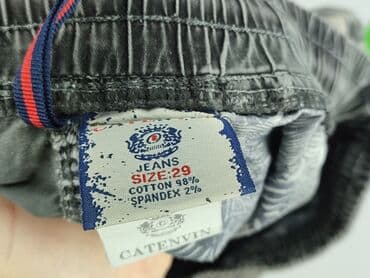 JEANS
SIZE:29
COTTON 98%
SPANDEX 2%
CATENVIN